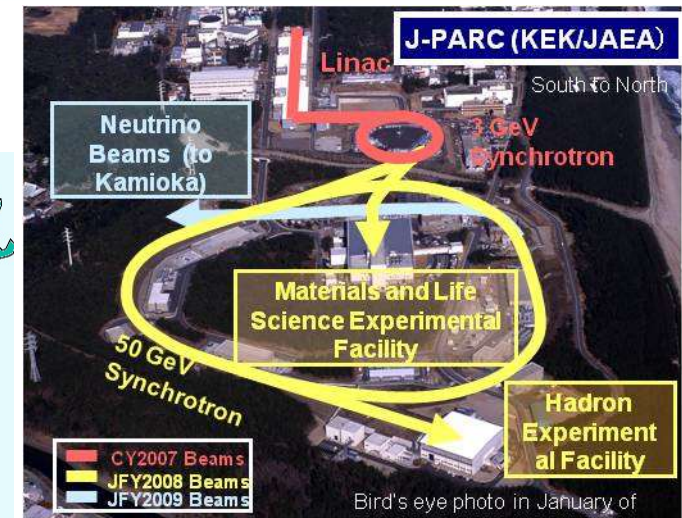 J-PARC (KEK/JAEA)
South to North
Linac
3 GeV
Synchrotron
Neutrino
Beams (to
Kamioka)
Materials and Life
Science Experimental
Facility
50 GeV
Synchrotron
Hadron
Experiment
al Facility
CY2007 Beams
JFY2008 Beams
JFY2009 Beams
Bird's eye photo in January of